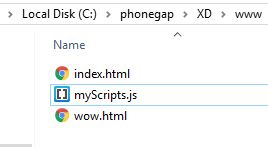 Local Disk (C:) > phonegap > XD > www
Name
index.html
myScripts.js
wow.html